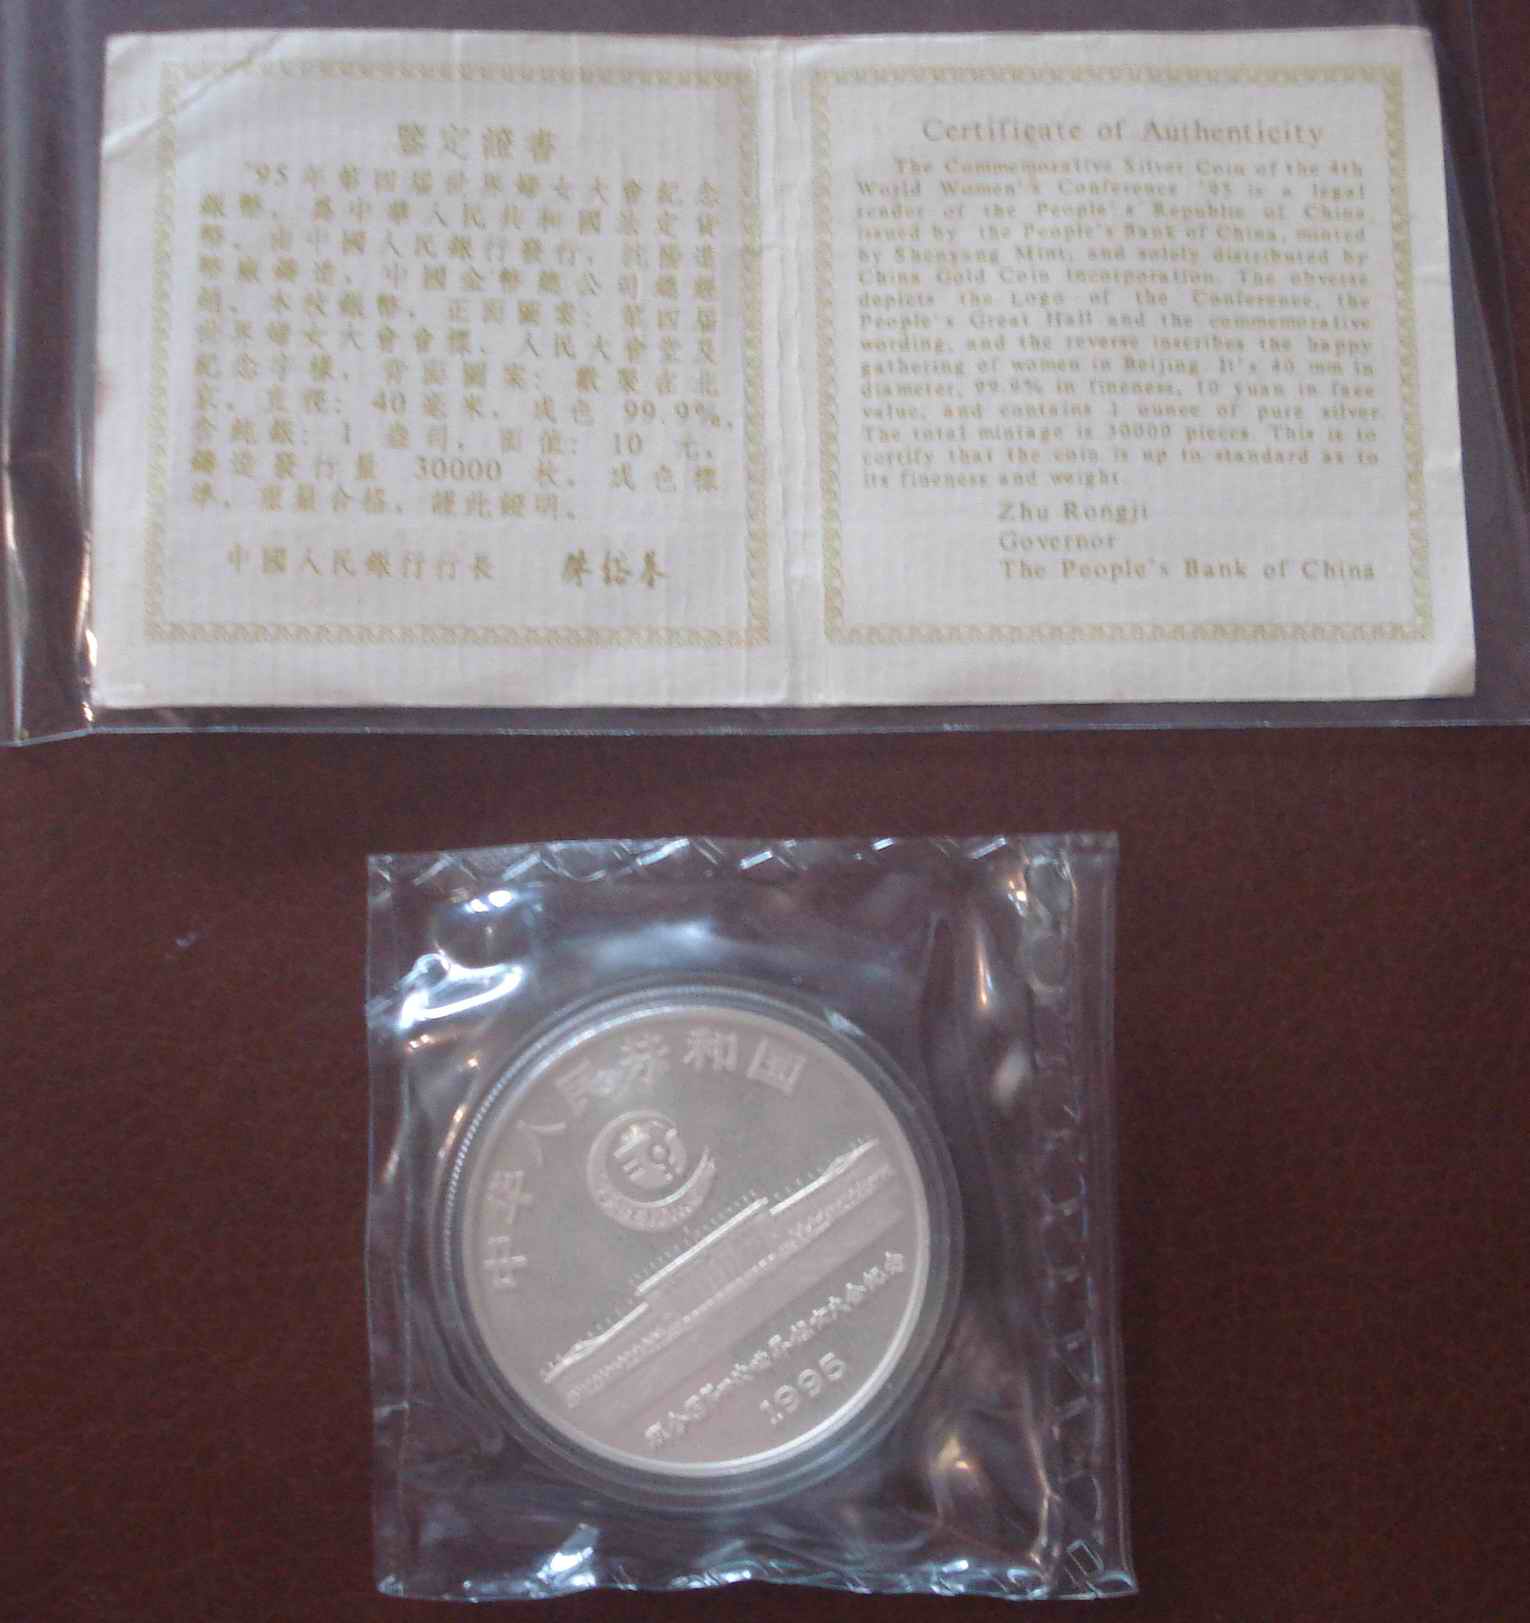 鑒定證書
'95年第四届世界婦女大會紀念
銀幣，爲中華人民共和國法定貨
幣，由中國人民銀行發行，沈陽造
幣廠鑄造，中國金幣總公司總經
銷。本枚銀幣，正面圖案：第四届
世界婦女大會會標、人民大會堂及
紀念字樣，背面圖案：歡聚在北
京。直徑：40毫米，成色 99.9%，
含純銀：1 盎司，面值：10 元，
鑄造發行量 30000 枚。成色標
準，重量合格，謹此證明。
中國人民銀行行長
Certificate of Authenticity
The Commemorative Silver Coin of the 4th
World Women's Conference '95 is a legal
tender of the People's Republic of China
issued by the People's Bank of China, minted
by Shenyang Mint, and solely distributed by
China Gold Coin Incorporation. The obverse
depicts the Logo of the Conference, the
People's Great Hall and the commemorative
wording, and the reverse inscribes the happy
gathering of women in Beijing. It's 40 mm in
diameter, 99.9% in fineness, 10 yuan in face
value, and contains 1 ounce of pure silver.
The total mintage is 30000 pieces. This is to
certify that the coin is up to standard as to
its fineness and weight.
Zhu Rongji
Governor
The People's Bank of China
中华人民共和国
世界妇女大会纪念
1995